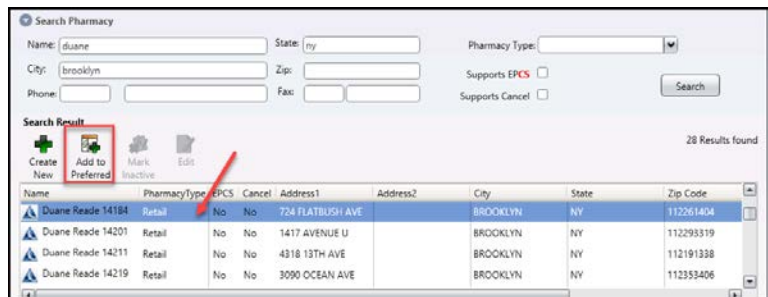 Search Pharmacy
Name: duane State: ny Pharmacy Type:
City: brooklyn Zip: Supports EPCS
Phone: Fax: Supports Cancel Search
Search Result
28 Results found
Create New Add to Preferred Mark Inactive Edit
Name PharmacyType EPCS Cancel Address1 Address2 City State Zip Code
Duane Reade 14184 Retail No No 724 FLATBUSH AVE BROOKLYN NY 112261404
Duane Reade 14201 Retail No No 1417 AVENUE U BROOKLYN NY 112293319
Duane Reade 14211 Retail No No 4318 13TH AVE BROOKLYN NY 112191338
Duane Reade 14219 Retail No No 3090 OCEAN AVE BROOKLYN NY 112353406